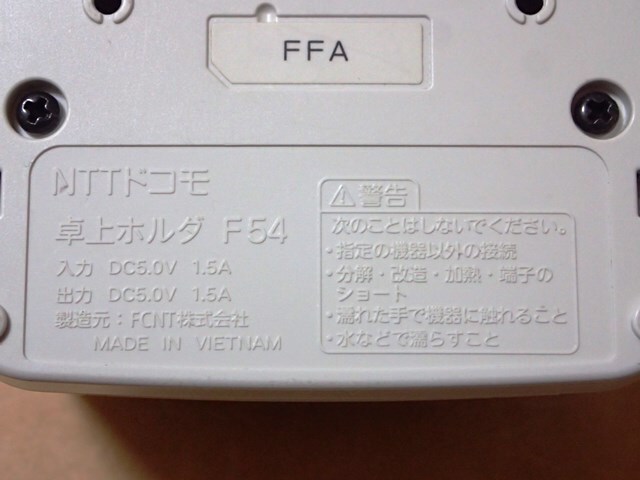 FFA
NTTドコモ
卓上ホルダ F54
入力 DC5.0V 1.5A
出力 DC5.0V 1.5A
製造元：FCNT株式会社
MADE IN VIETNAM
⚠警告
次のことはしないでください。
・指定の機器以外の接続
・分解・改造・加熱・端子の
ショート
・濡れた手で機器に触れること
・水などで濡らすこと